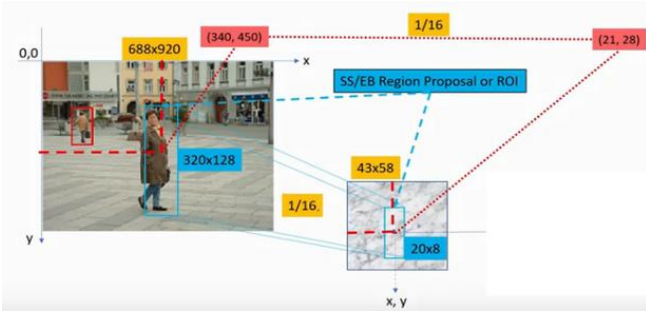 1/16
688x920
(340, 450)
(21, 28)
0,0
x
SS/EB Region Proposal or ROI
320x128
43x58
1/16,
20x8
y
x, y